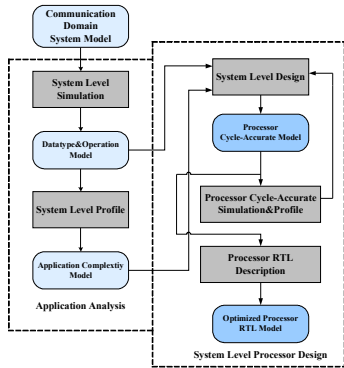 Communication
Domain
System Model
System Level
Simulation
Datatype&Operation
Model
System Level Profile
Application Complextiy
Model
Application Analysis
System Level Design
Processor
Cycle-Accurate Model
Processor Cycle-Accurate
Simulation&Profile
Processor RTL
Description
Optimized Processor
RTL Model
System Level Processor Design